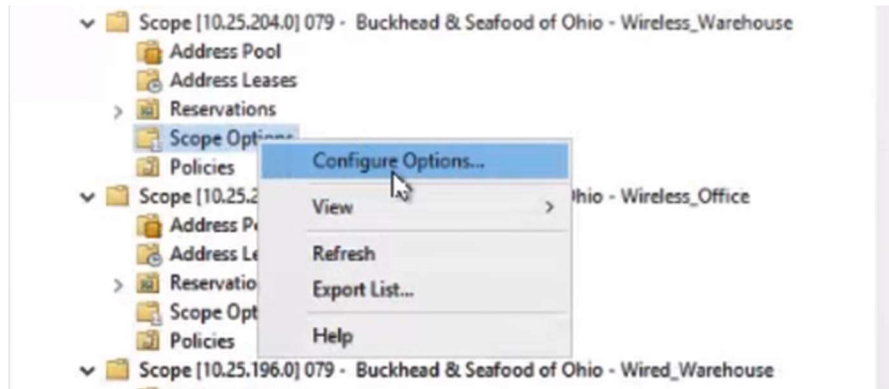 Scope [10.25.204.0] 079 - Buckhead & Seafood of Ohio - Wireless_Warehouse
Address Pool
Address Leases
Reservations
Scope Options
Policies
Configure Options...
View
Refresh
Export List...
Help
Scope [10.25.2 Ohio - Wireless_Office
Address P
Address Le
Reservatio
Scope Opt
Policies
Scope [10.25.196.0] 079 - Buckhead & Seafood of Ohio - Wired_Warehouse